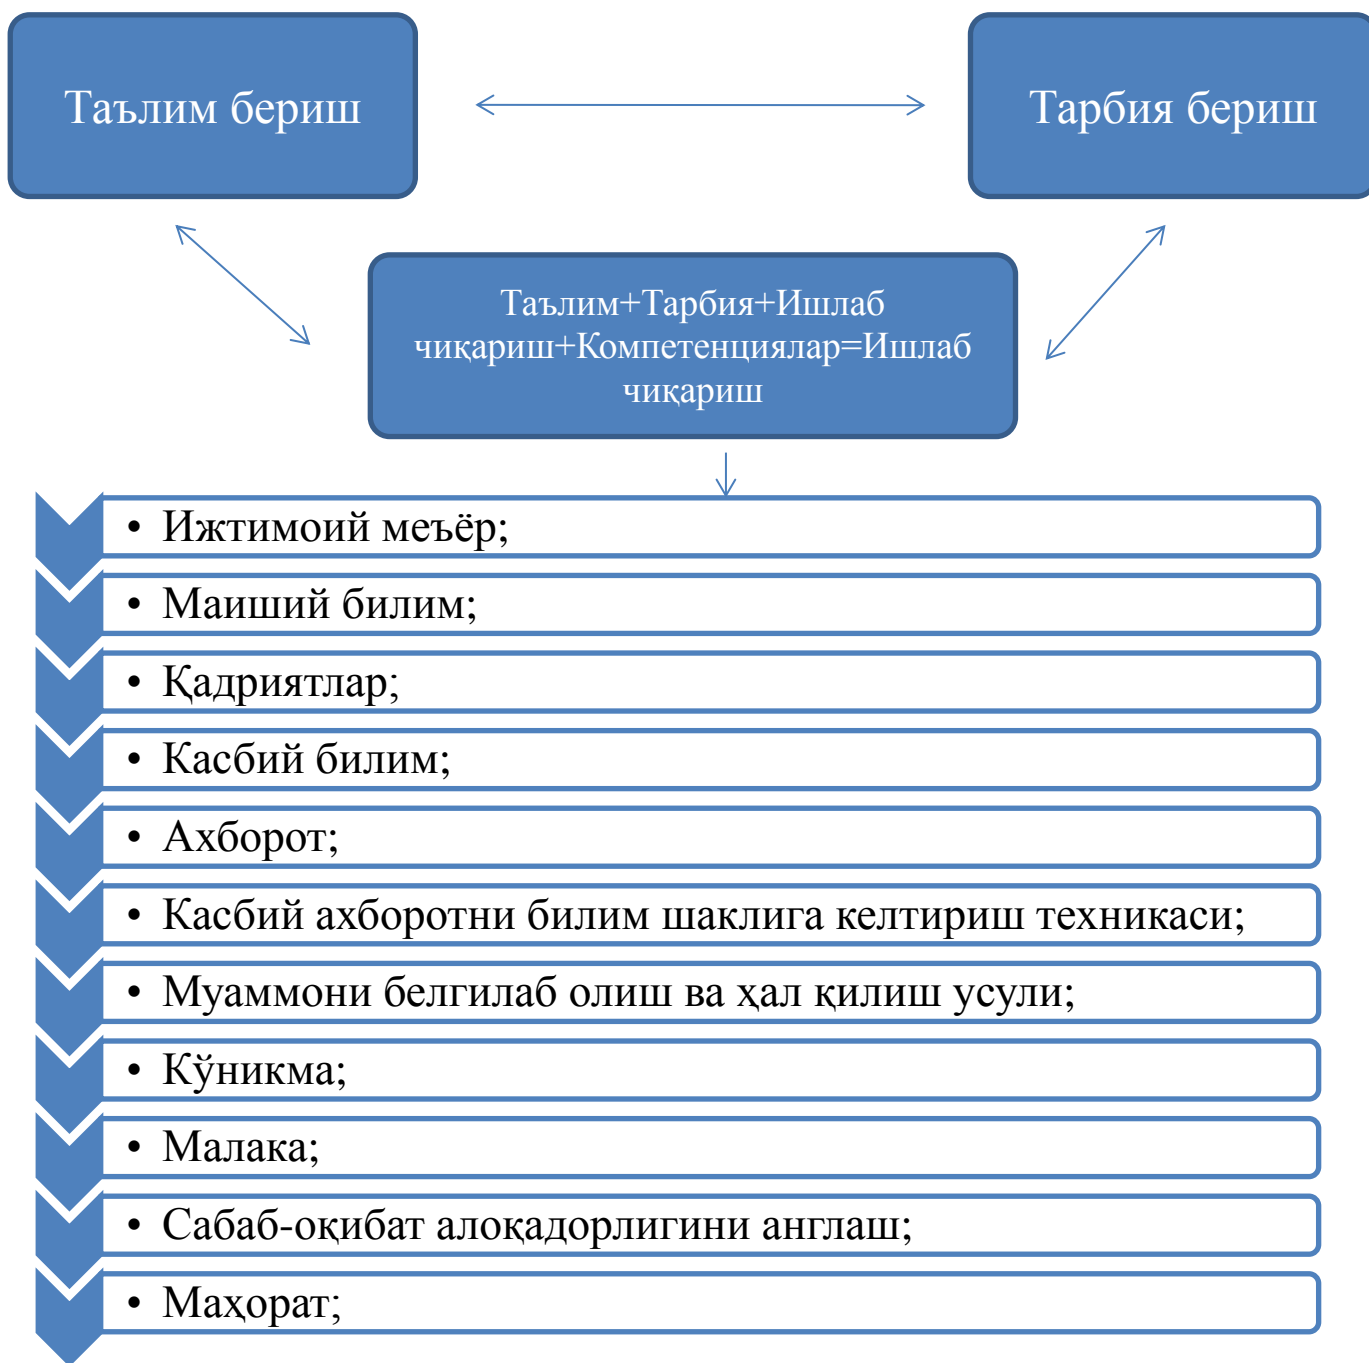 Таълим бериш
Тарбия бериш
Таълим+Тарбия+Ишлаб
чиқариш+Компетенциялар=Ишлаб
чиқариш
• Ижтимоий меъёр;
• Маиший билим;
• Қадриятлар;
• Касбий билим;
• Ахборот;
• Касбий ахборотни билим шаклига келтириш техникаси;
• Муаммони белгилаб олиш ва ҳал қилиш усули;
• Кўникма;
• Малака;
• Сабаб-оқибат алоқадорлигини англаш;
• Маҳорат;